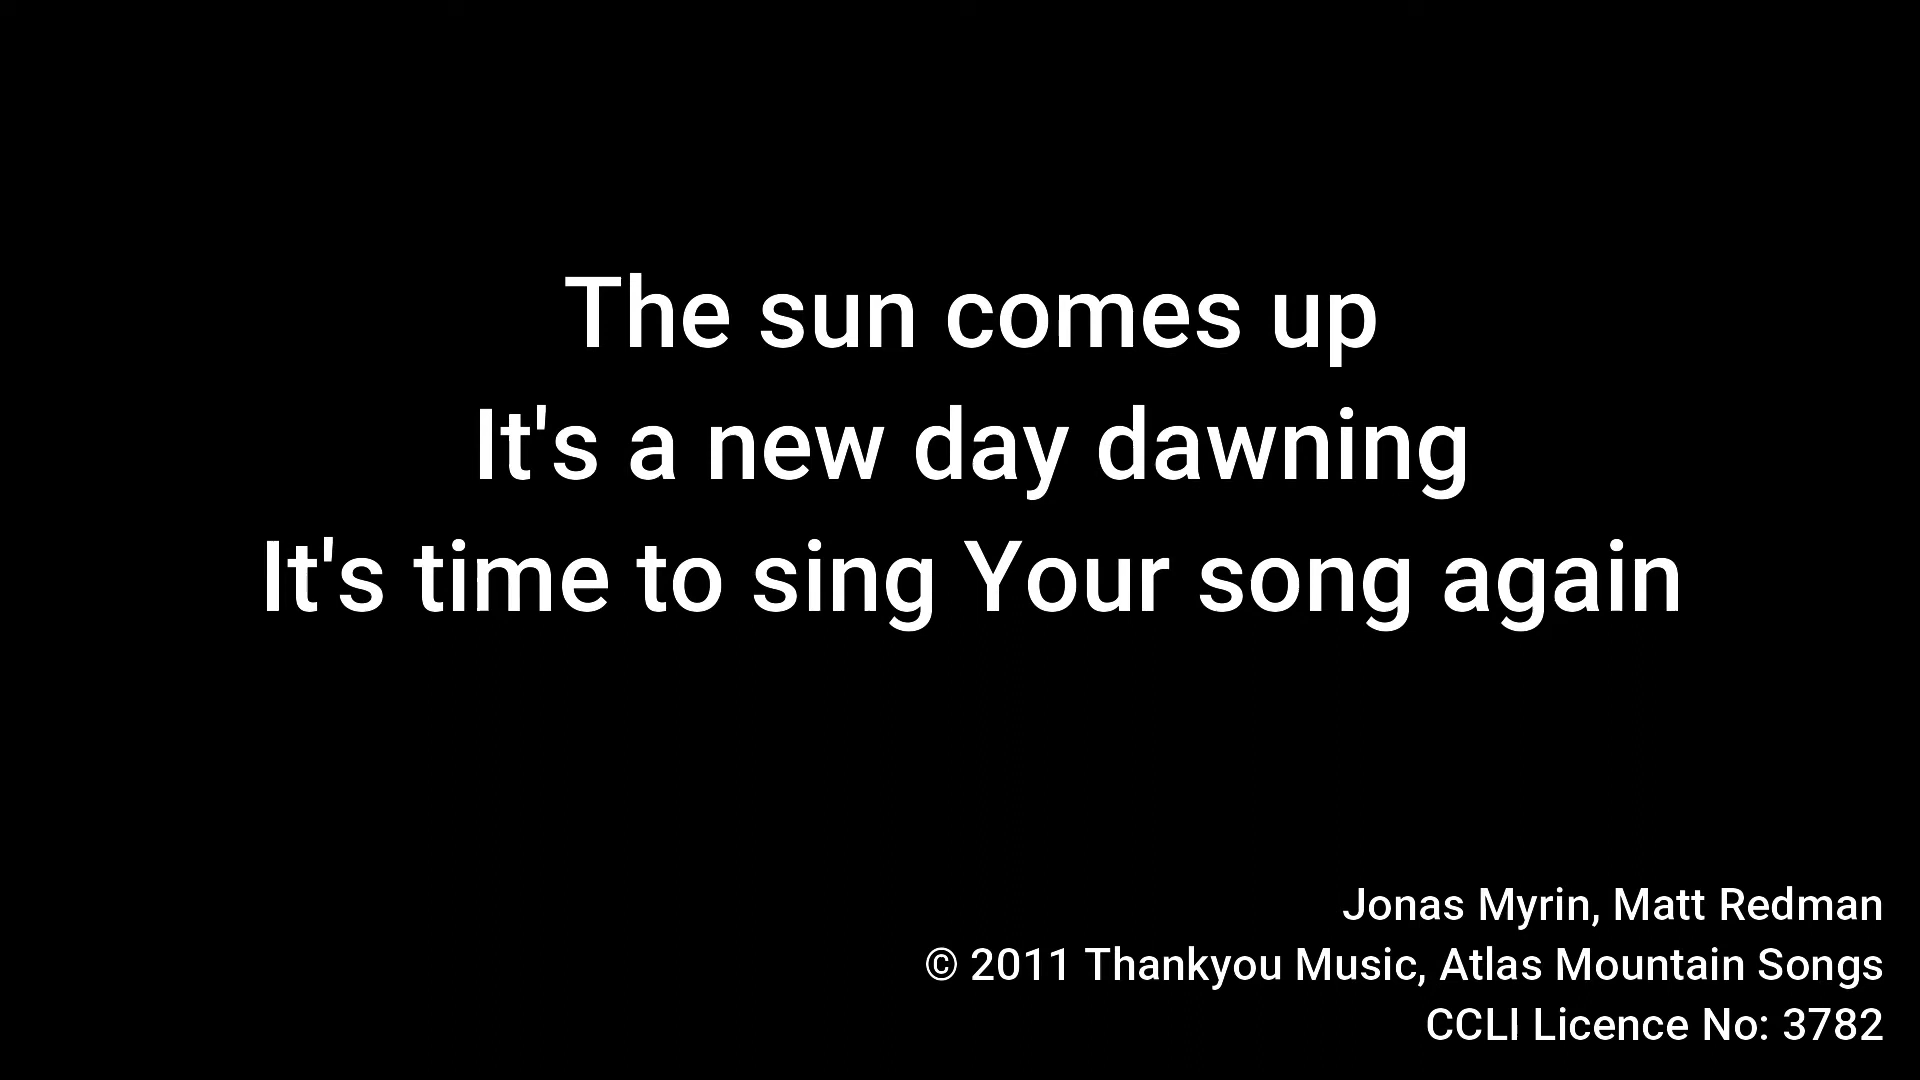 The sun comes up
It's a new day dawning
It's time to sing Your song again
Jonas Myrin, Matt Redman
© 2011 Thankyou Music, Atlas Mountain Songs
CCLI Licence No: 3782